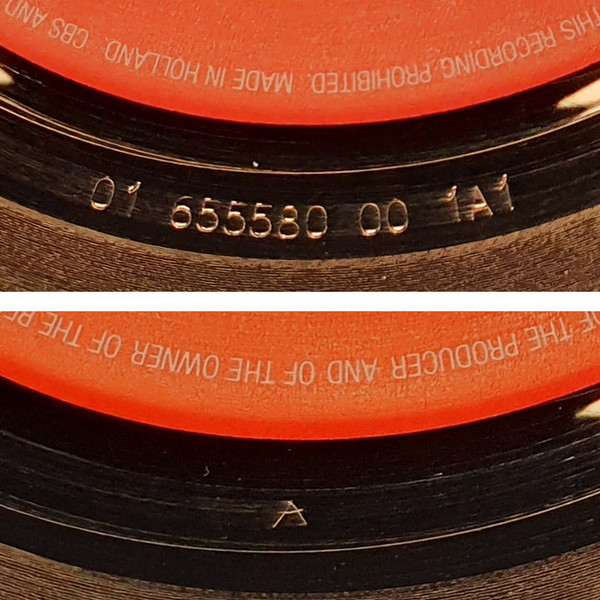 THIS RECORDING PROHIBITED. MADE IN HOLLAND. CBS AND
01 655580 00 1A1
OF THE PRODUCER AND OF THE OWNER OF THE
A